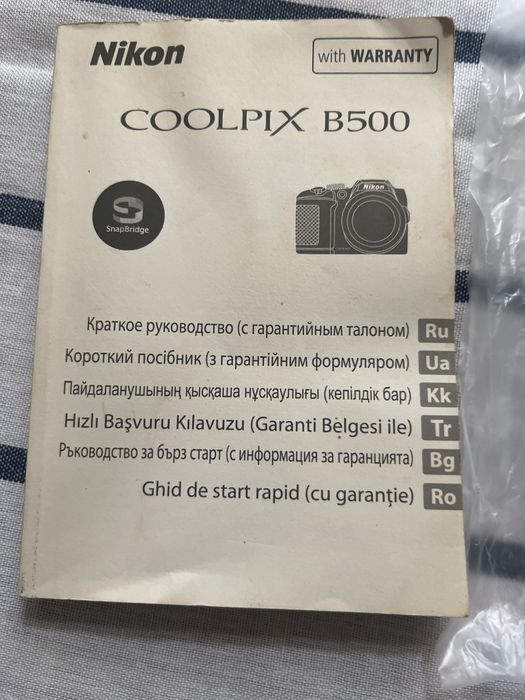 Nikon
with WARRANTY
COOLPIX B500
Nikon
SnapBridge
Краткое руководство (с гарантийным талоном) Ru
Короткий посібник (з гарантійним формуляром) Ua
Пайдаланушының қысқаша нұсқаулығы (кепілдік бар) Kk
Hızlı Başvuru Kılavuzu (Garanti Belgesi ile) Tr
Ръководство за бърз старт (с информация за гаранцията) Bg
Ghid de start rapid (cu garanție) Ro